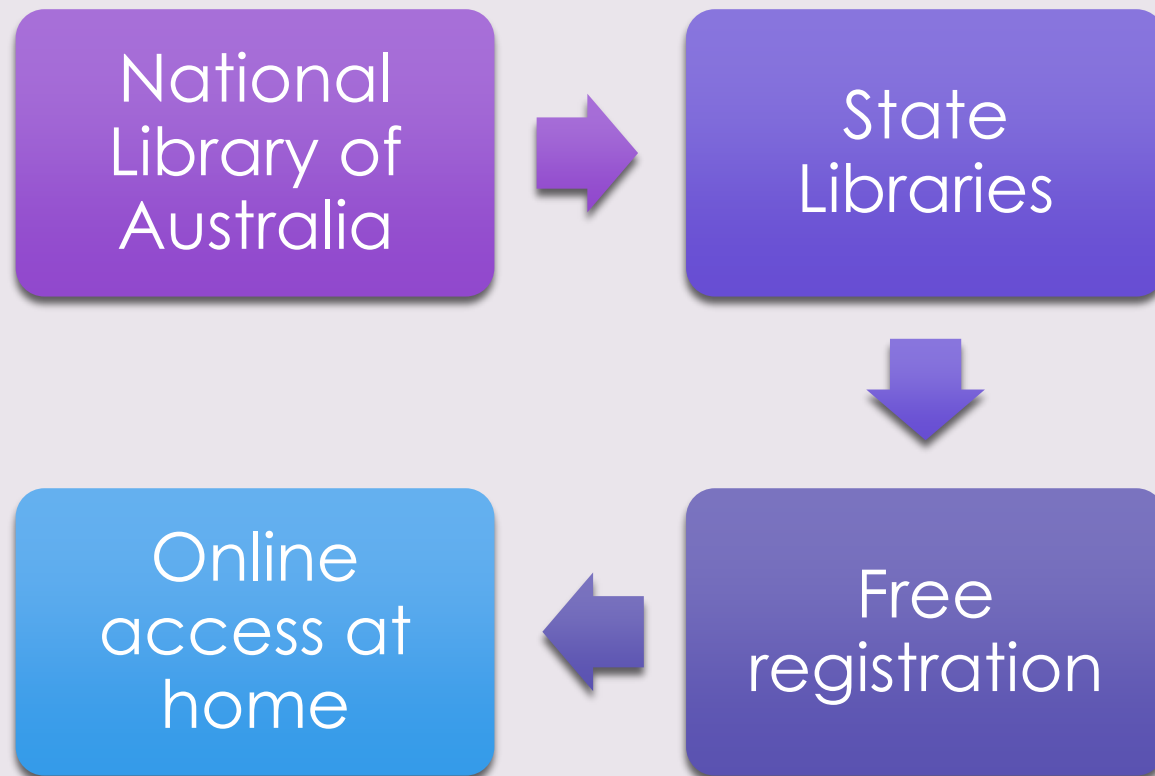 National
Library of
Australia
State
Libraries
Free
registration
Online
access at
home